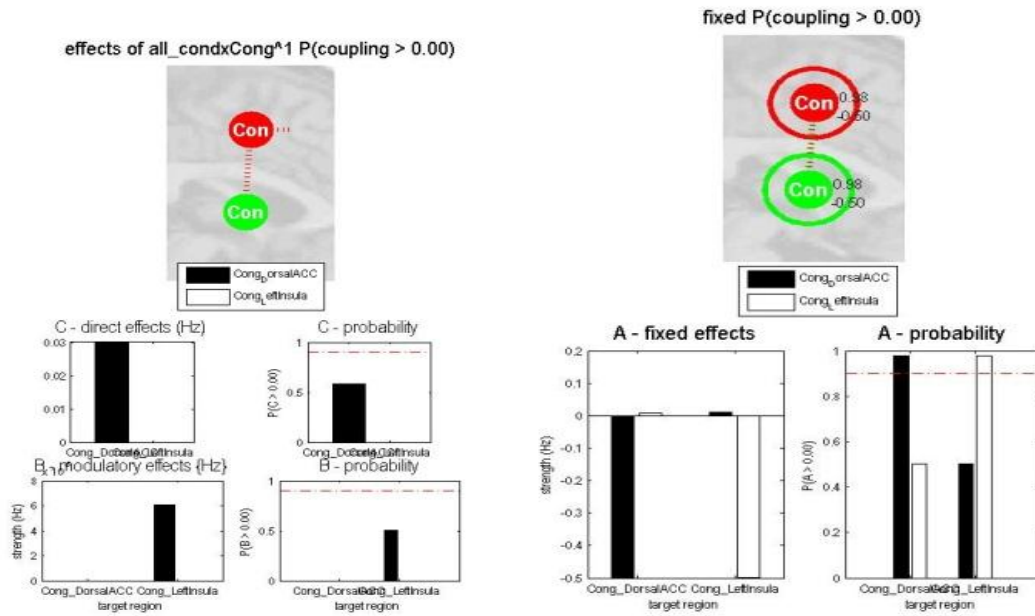 effects of all_condxCong^1 P(coupling > 0.00)
Con
Con
Cong_DorsalACC
Cong_LeftInsula
C - direct effects (Hz)
0.03
0.02
0.01
0
C - probability
P(C > 0.00)
1
0.5
0
B - modulatory effects (Hz)
strength (Hz)
8
6
4
2
0
Cong_DorsalACC Cong_LeftInsula
target region
B - probability
P(B > 0.00)
1
0.5
0
Cong_LeftInsula
target region
fixed P(coupling > 0.00)
Con
0.98
-0.50
Con
0.98
-0.50
Cong_DorsalACC
Cong_LeftInsula
A - fixed effects
strength (Hz)
0.2
0.1
0
-0.1
-0.2
-0.3
-0.4
-0.5
Cong_DorsalACC Cong_LeftInsula
target region
A - probability
P(A > 0.00)
1
0.8
0.6
0.4
0.2
0
Cong_LeftInsula
target region